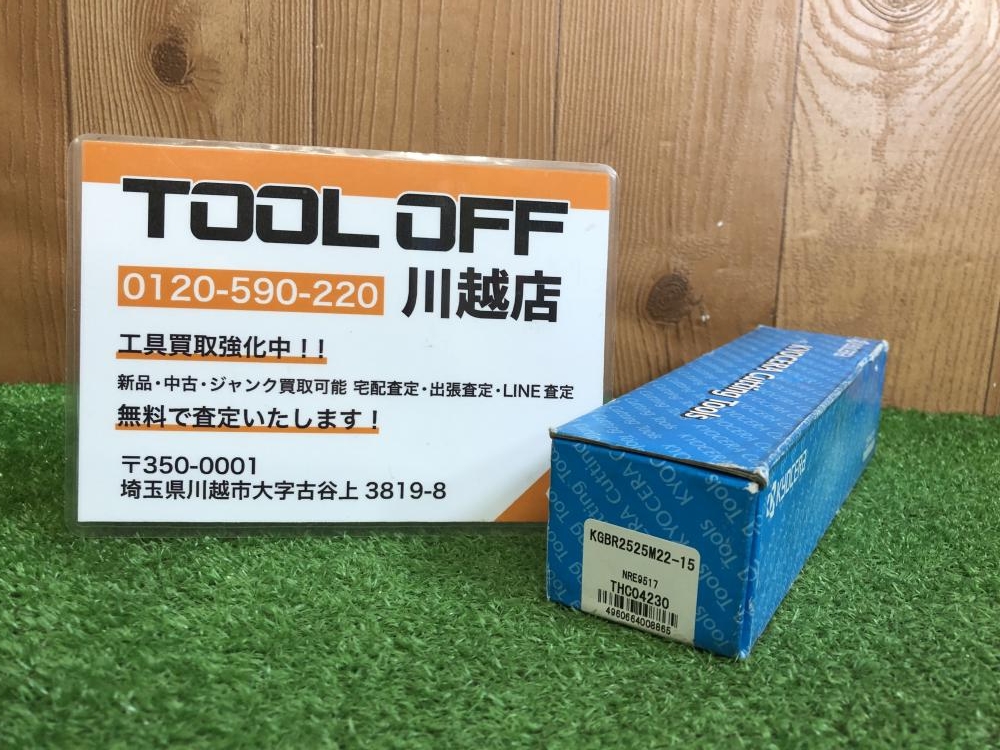 TOOL OFF
0120-590-220 川越店
工具買取強化中！！
新品・中古・ジャンク買取可能 宅配査定・出張査定・LINE査定
無料で査定いたします！
〒350-0001
埼玉県川越市大字古谷上 3819-8
KYOCERA Cutting Tools
KYOCERA
KGBR2525M22-15
NRE9517
THC04230
4960664008865